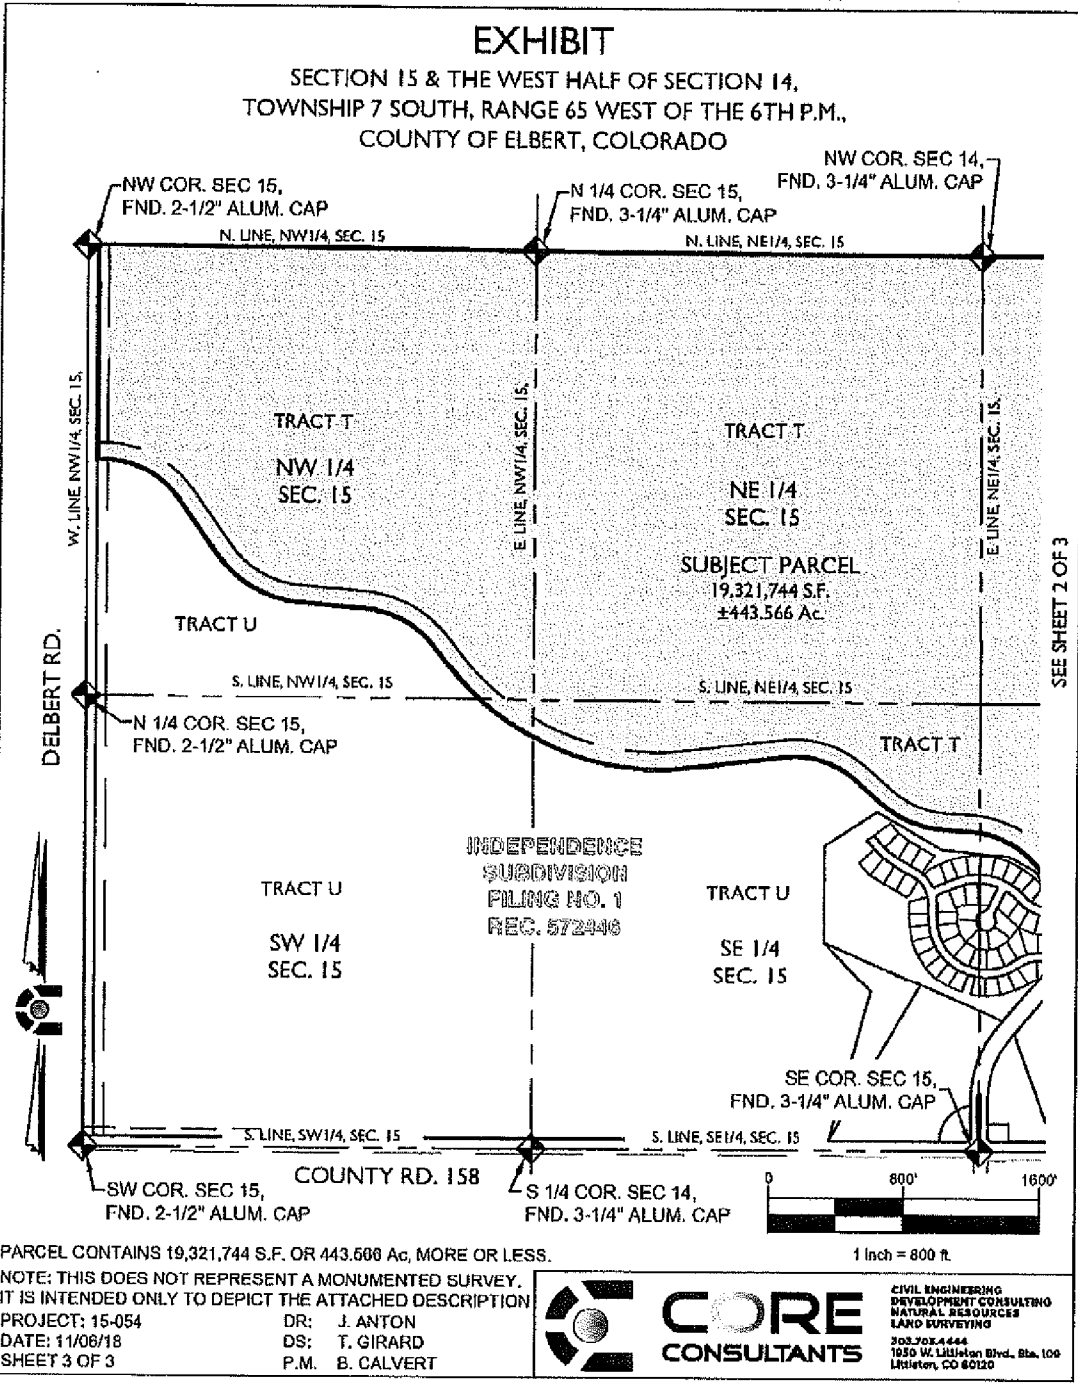 EXHIBIT
SECTION 15 & THE WEST HALF OF SECTION 14,
TOWNSHIP 7 SOUTH, RANGE 65 WEST OF THE 6TH P.M.,
COUNTY OF ELBERT, COLORADO
NW COR. SEC 15,
FND. 2-1/2" ALUM. CAP
N 1/4 COR. SEC 15,
FND. 3-1/4" ALUM. CAP
NW COR. SEC 14,
FND. 3-1/4" ALUM. CAP
N. LINE, NW1/4, SEC. 15
N. LINE, NE1/4, SEC. 15
W. LINE, NW1/4, SEC. 15,
E. LINE, NW1/4, SEC. 15,
E. LINE, NE1/4, SEC. 15,
TRACT T
NW 1/4
SEC. 15
TRACT T
NE 1/4
SEC. 15
SUBJECT PARCEL
19,321,744 S.F.
±443.566 Ac.
SEE SHEET 2 OF 3
TRACT U
S. LINE, NW1/4, SEC. 15
S. LINE, NE1/4, SEC. 15
DELBERT RD.
N 1/4 COR. SEC 15,
FND. 2-1/2" ALUM. CAP
TRACT T
INDEPENDENCE
SUBDIVISION
FILING NO. 1
REC. 572446
TRACT U
SW 1/4
SEC. 15
TRACT U
SE 1/4
SEC. 15
SE COR. SEC 15,
FND. 3-1/4" ALUM. CAP
S. LINE, SW1/4, SEC. 15
S. LINE, SE1/4, SEC. 15
COUNTY RD. 158
SW COR. SEC 15,
FND. 2-1/2" ALUM. CAP
S 1/4 COR. SEC 14,
FND. 3-1/4" ALUM. CAP
0 800' 1600'
1 inch = 800 ft.
PARCEL CONTAINS 19,321,744 S.F. OR 443.566 Ac, MORE OR LESS.
NOTE: THIS DOES NOT REPRESENT A MONUMENTED SURVEY.
IT IS INTENDED ONLY TO DEPICT THE ATTACHED DESCRIPTION
PROJECT: 15-054 DR: J. ANTON
DATE: 11/06/18 DS: T. GIRARD
SHEET 3 OF 3 P.M. B. CALVERT
CORE
CONSULTANTS
CIVIL ENGINEERING
DEVELOPMENT CONSULTING
NATURAL RESOURCES
LAND SURVEYING
303.703.4444
1950 W. Littleton Blvd., Ste. 109
Littleton, CO 80120